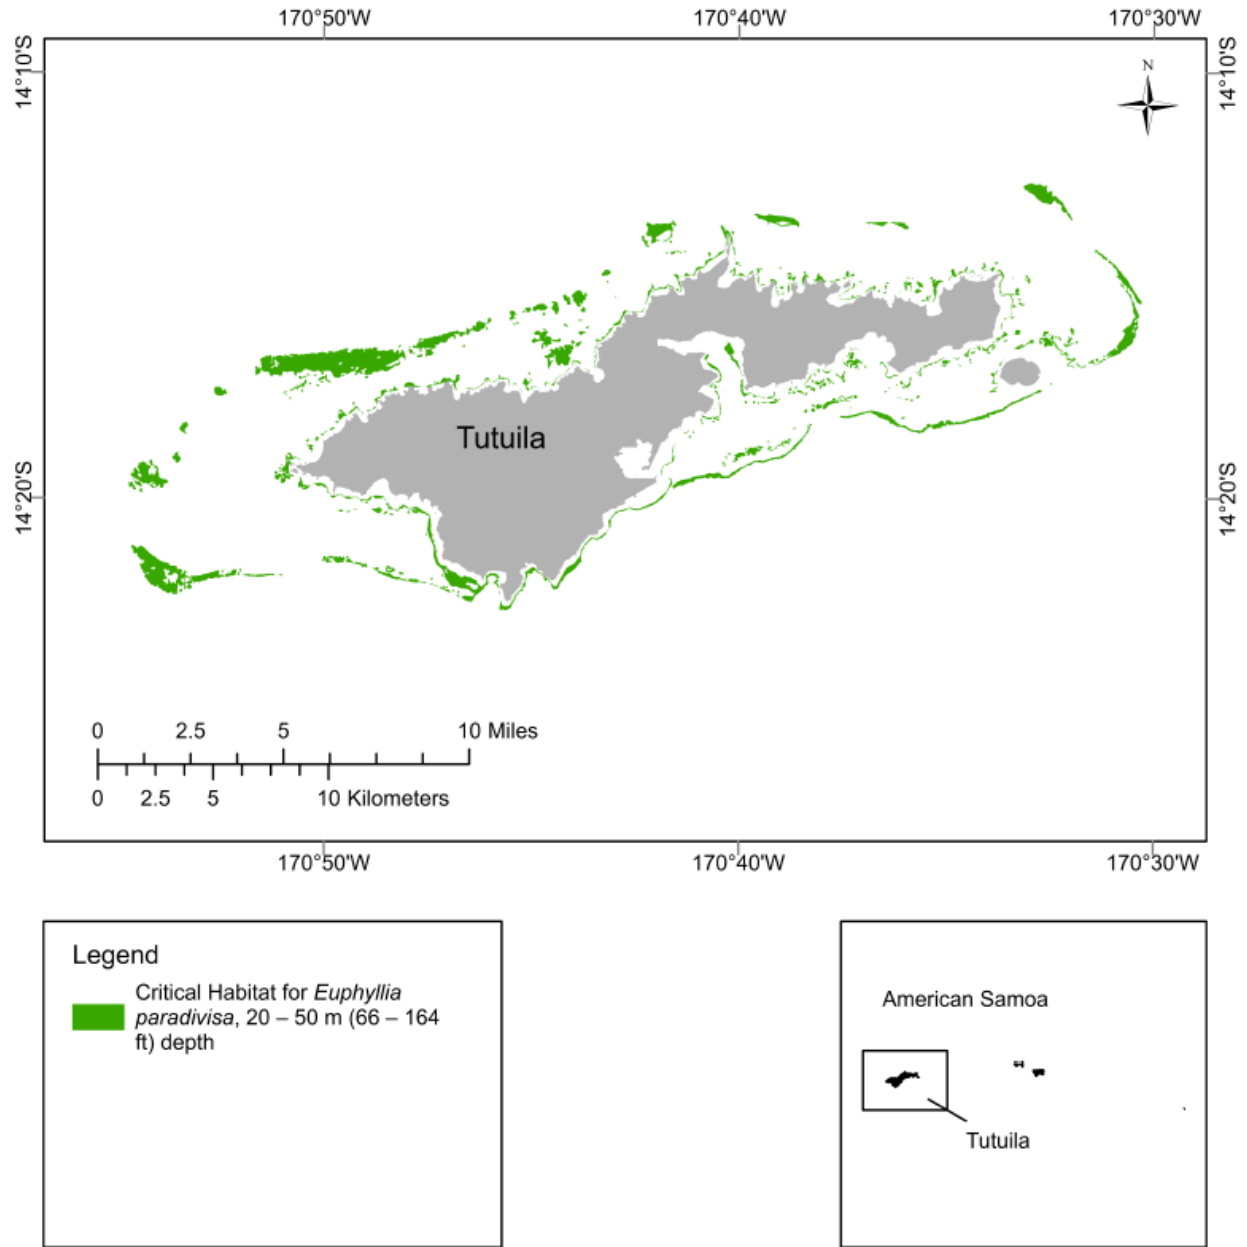 170°50'W
170°40'W
170°30'W
14°10'S
14°10'S
N
Tutuila
14°20'S
14°20'S
0 2.5 5 10 Miles
0 2.5 5 10 Kilometers
170°50'W
170°40'W
170°30'W
Legend
Critical Habitat for Euphyllia
paradivisa, 20 – 50 m (66 – 164
ft) depth
American Samoa
Tutuila